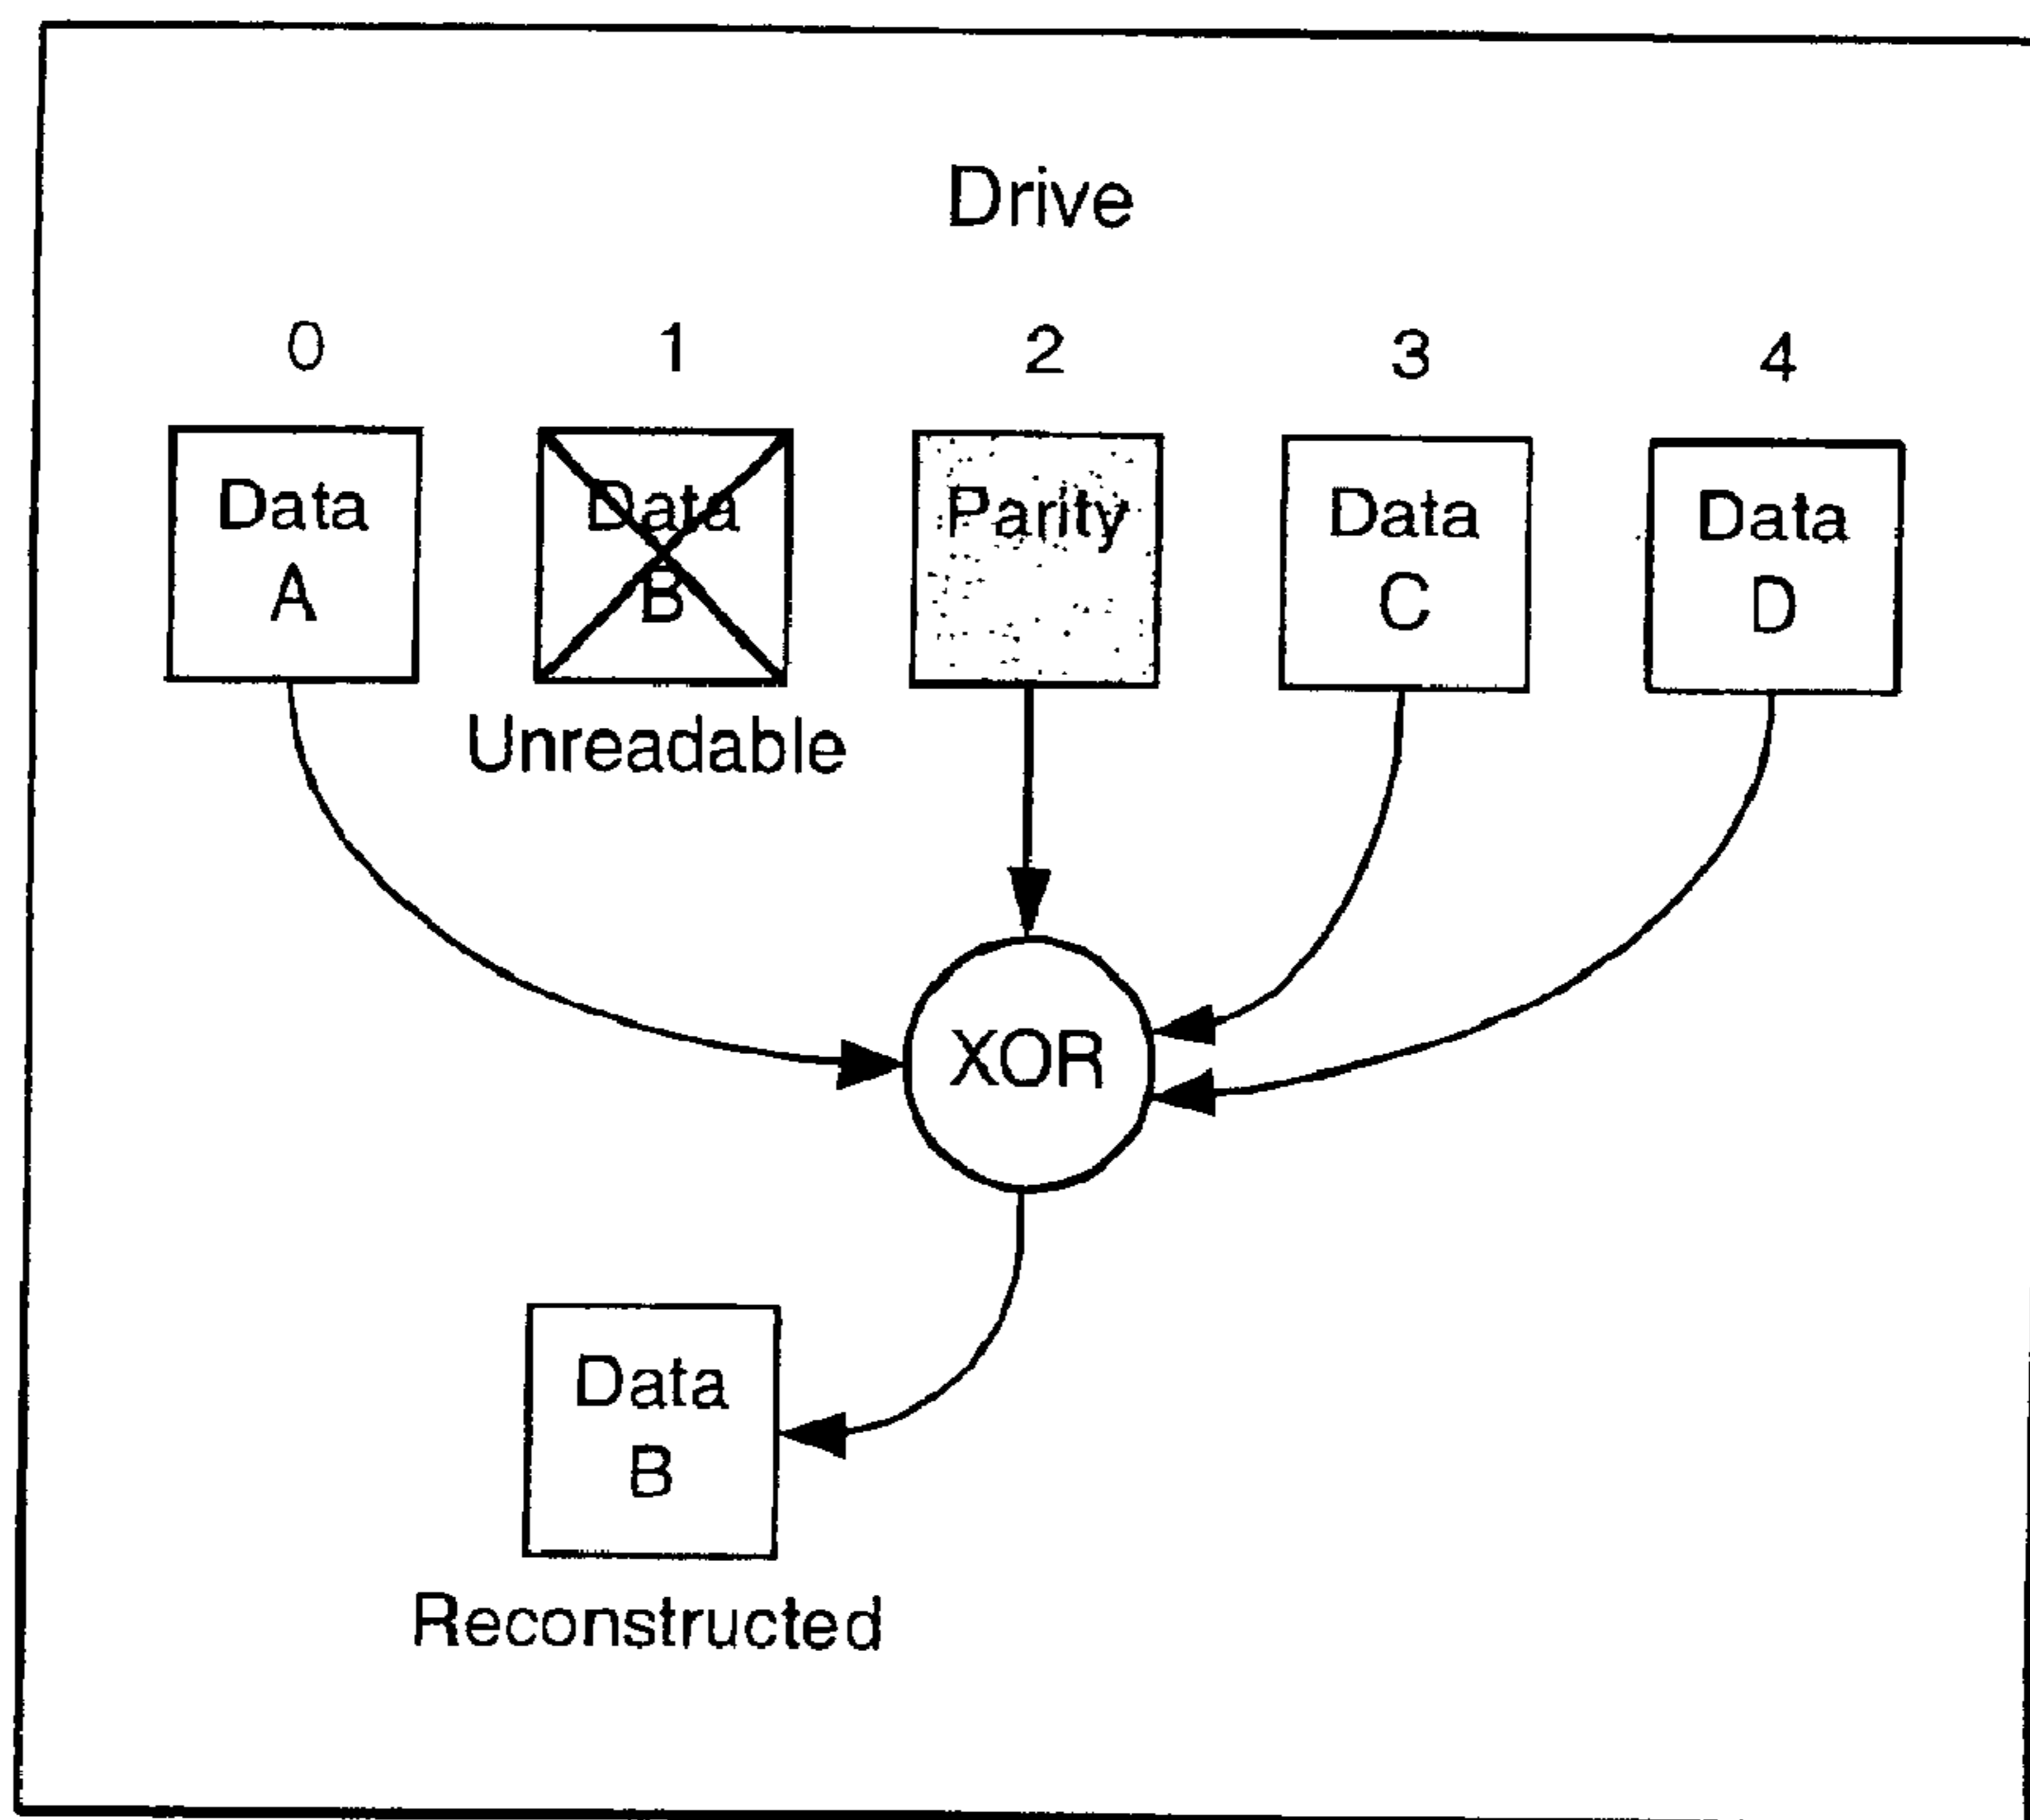 Drive
0 1 2 3 4
Data A
Data B
Parity
Data C
Data D
Unreadable
XOR
Data B
Reconstructed